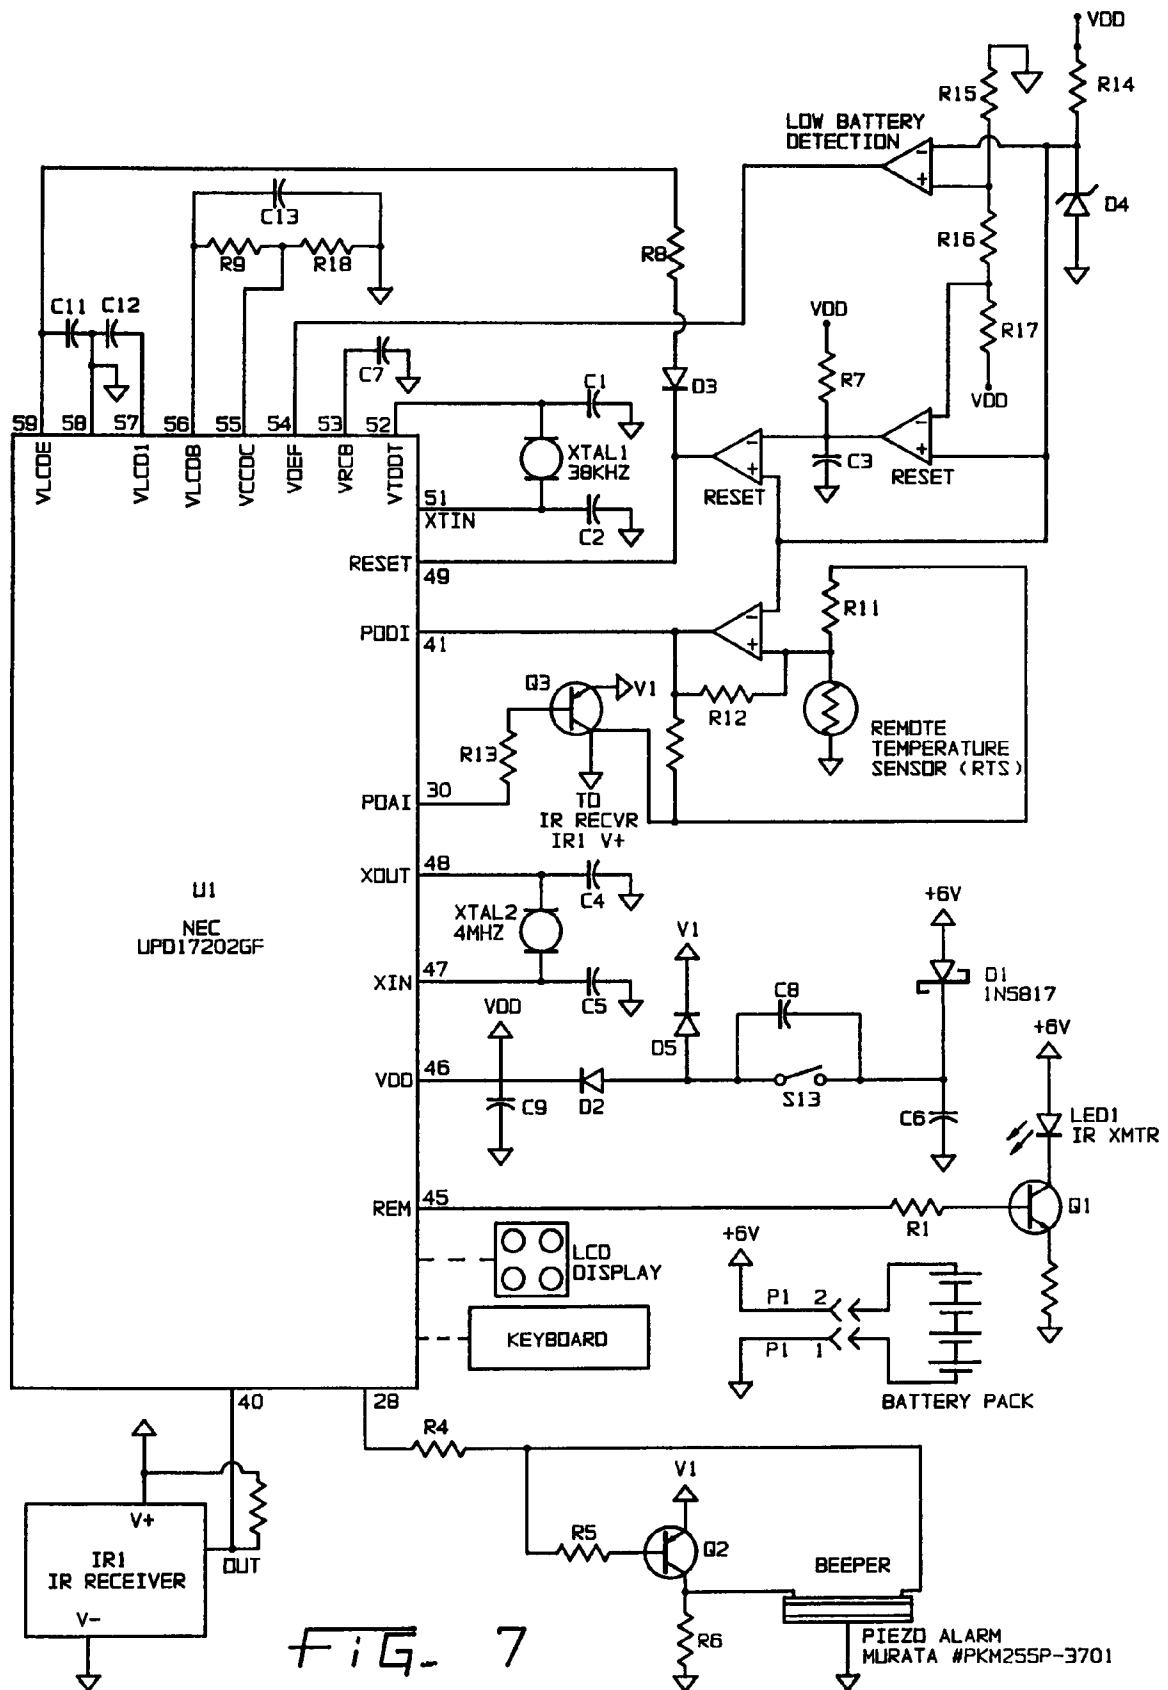 VDD
R15
R14
LOW BATTERY
DETECTION
-
+
D4
C13
R9
R18
R8
R16
C11
C12
VDD
R17
C7
C1
D3
R7
VDD
59
58
57
56
55
54
53
52
VLCDE
VLCD1
VLCDB
VCCDC
VDEF
VRCB
VTDDT
XTAL1
38KHZ
-
+
RESET
C3
-
+
RESET
51
XTIN
C2
RESET
49
R11
PODI
41
-
+
Q3
V1
R12
R13
REMOTE
TEMPERATURE
SENSOR (RTS)
POAI
30
TO
IR RECVR
IR1 V+
XOUT
48
C4
+6V
U1
NEC
UPD17202GF
XTAL2
4MHZ
V1
XIN
47
C5
C8
D1
1N5817
VDD
D5
+6V
VDD
46
C9
D2
S13
C6
LED1
IR XMTR
REM
45
R1
Q1
LCD
DISPLAY
+6V
P1 2
KEYBOARD
P1 1
BATTERY PACK
40
28
R4
V1
V+
R5
Q2
BEEPER
IR1
IR RECEIVER
OUT
V-
R6
FIG. 7
PIEZO ALARM
MURATA #PKM255P-3701